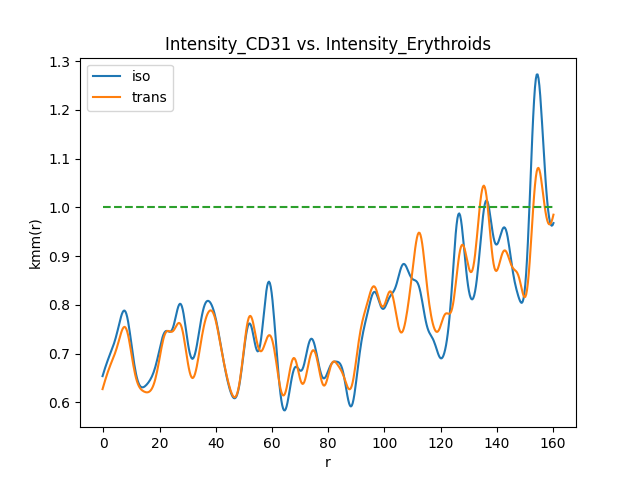 Intensity_CD31 vs. Intensity_Erythroids
iso
trans
1.3
1.2
1.1
1.0
0.9
0.8
0.7
0.6
kmm(r)
0 20 40 60 80 100 120 140 160
r